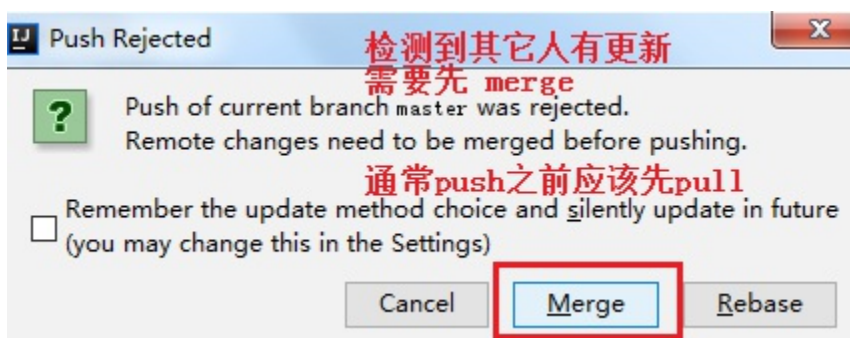 Push Rejected
检测到其它人有更新
需要先 merge
Push of current branch master was rejected.
Remote changes need to be merged before pushing.
通常push之前应该先pull
Remember the update method choice and silently update in future
(you may change this in the Settings)
Cancel Merge Rebase